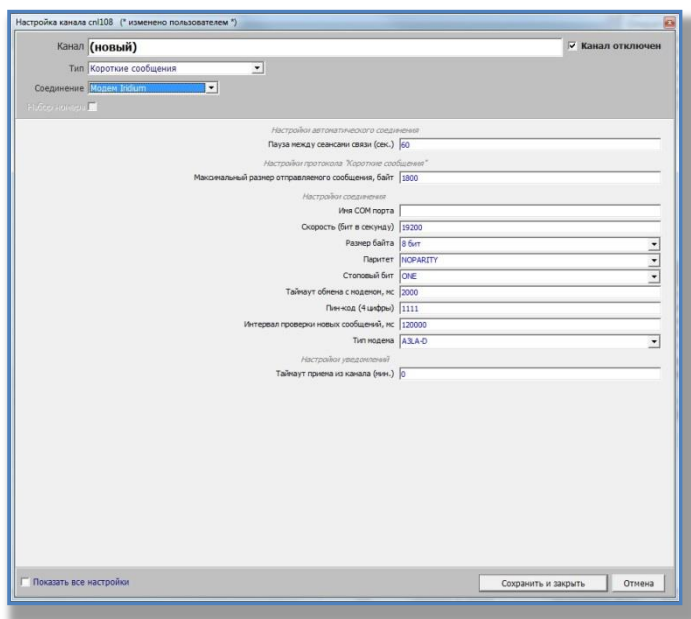 Настройка канала cnl108 (* изменено пользователем *)
Канал (новый) Канал отключен
Тип Короткие сообщения
Соединение Модем Iridium
Набор номера
Настройки автоматического соединения
Пауза между сеансами связи (сек.) 60
Настройки протокола "Короткие сообщения"
Максимальный размер отправляемого сообщения, байт 1800
Настройки соединения
Имя COM порта
Скорость (бит в секунду) 19200
Размер байта 8 бит
Паритет NOPARITY
Стоповый бит ONE
Таймаут обмена с модемом, мс 2000
Пин-код (4 цифры) 1111
Интервал проверки новых сообщений, мс 120000
Тип модема A3LA-D
Настройки уведомлений
Таймаут приема из канала (мин.) 0
Показать все настройки Сохранить и закрыть Отмена